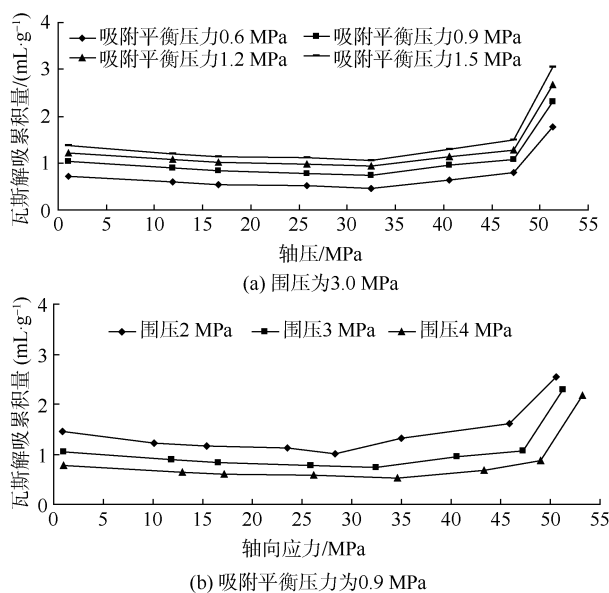 4
吸附平衡压力0.6 MPa
吸附平衡压力0.9 MPa
吸附平衡压力1.2 MPa
吸附平衡压力1.5 MPa
3
2
1
0
瓦斯解吸累积量/(mL·g⁻¹)
0 5 10 15 20 25 30 35 40 45 50 55
轴压/MPa
(a) 围压为3.0 MPa
4
围压2 MPa 围压3 MPa 围压4 MPa
3
2
1
0
瓦斯解吸累积量 (mL·g⁻¹)
0 5 10 15 20 25 30 35 40 45 50 55
轴向应力/MPa
(b) 吸附平衡压力为0.9 MPa